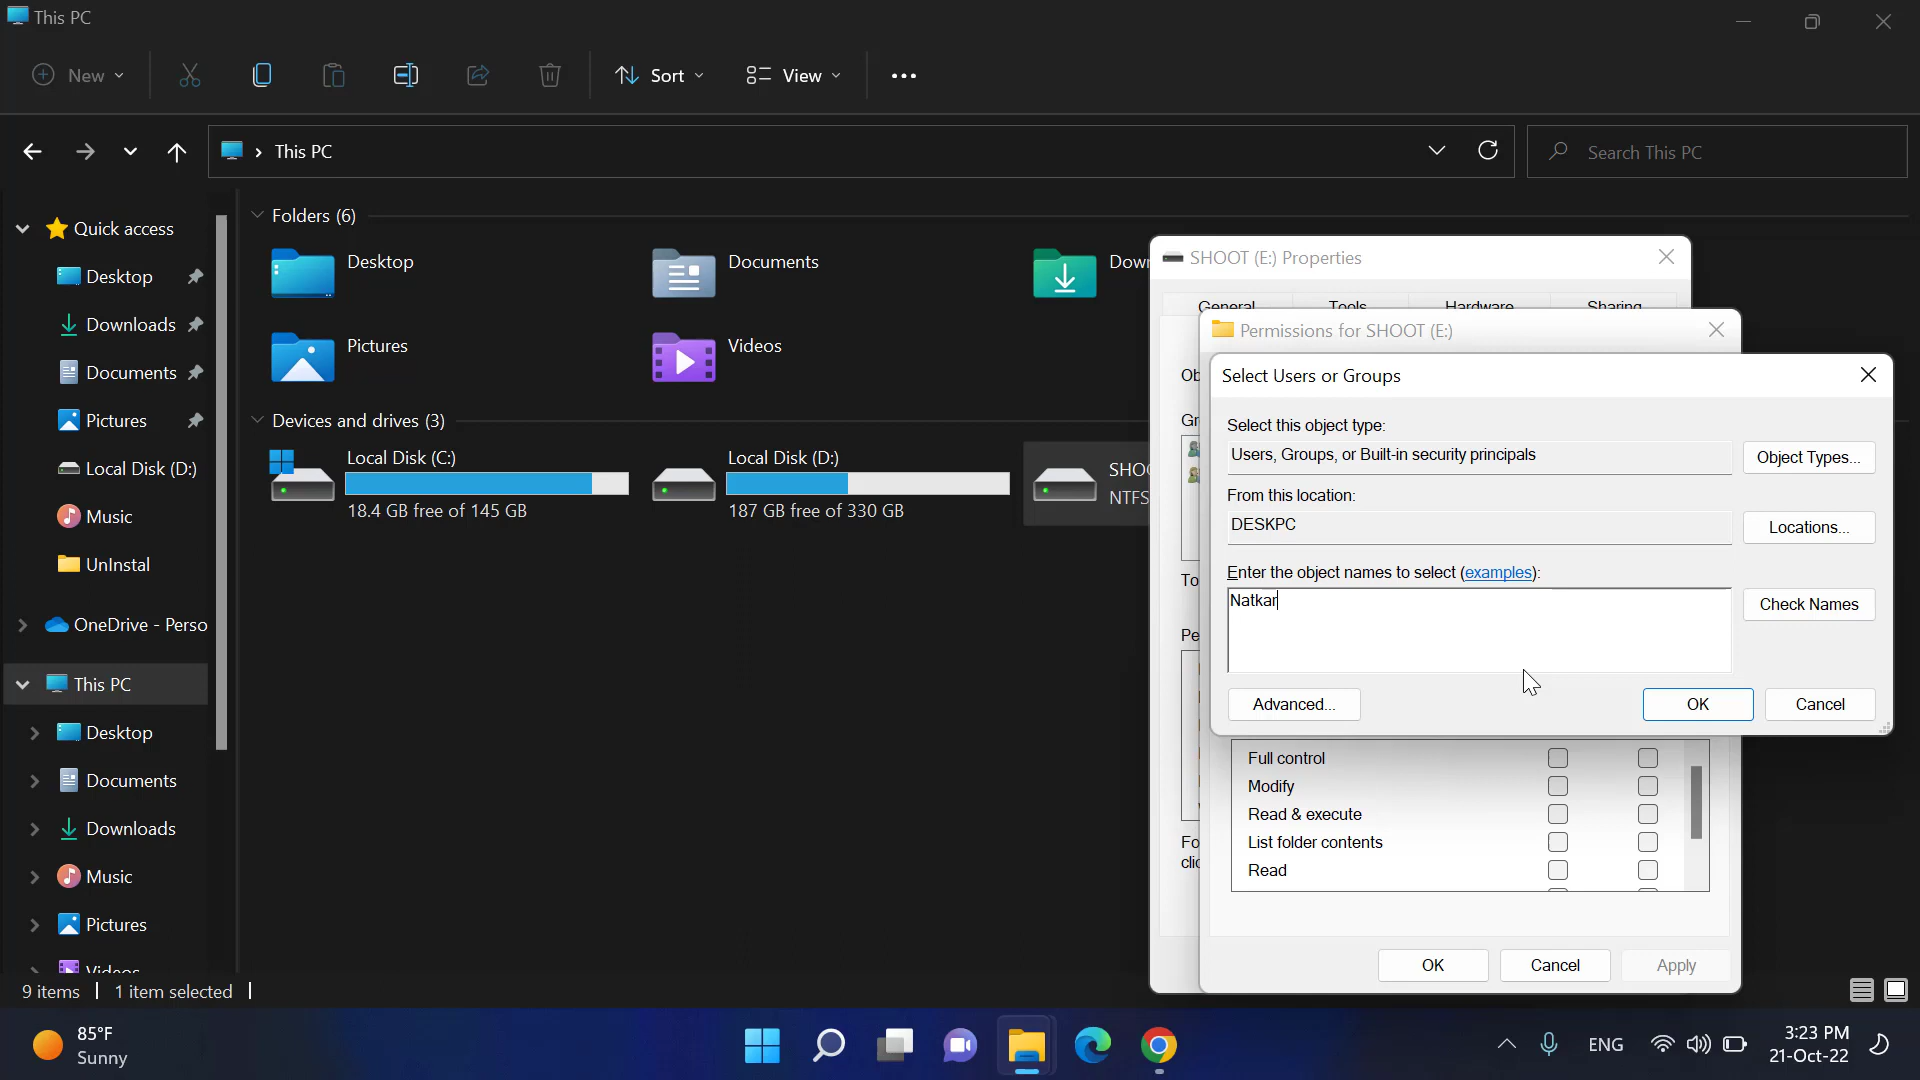 This PC
New
Sort
View
This PC
Search This PC
Quick access
Desktop
Downloads
Documents
Pictures
Local Disk (D:)
Music
UnInstal
OneDrive - Perso
This PC
Desktop
Documents
Downloads
Music
Pictures
Videos
Folders (6)
Desktop
Documents
Down
Pictures
Videos
Devices and drives (3)
Local Disk (C:)
18.4 GB free of 145 GB
Local Disk (D:)
187 GB free of 330 GB
SHOO
NTFS
SHOOT (E:) Properties
General
Tools
Hardware
Sharing
Ob
Gr
To
Pe
Fo
clic
Permissions for SHOOT (E:)
Select Users or Groups
Select this object type:
Users, Groups, or Built-in security principals
Object Types...
From this location:
DESKPC
Locations...
Enter the object names to select (examples):
Natkar
Check Names
Advanced...
OK
Cancel
Full control
Modify
Read & execute
List folder contents
Read
OK
Cancel
Apply
9 items
1 item selected
85°F
Sunny
ENG
3:23 PM
21-Oct-22